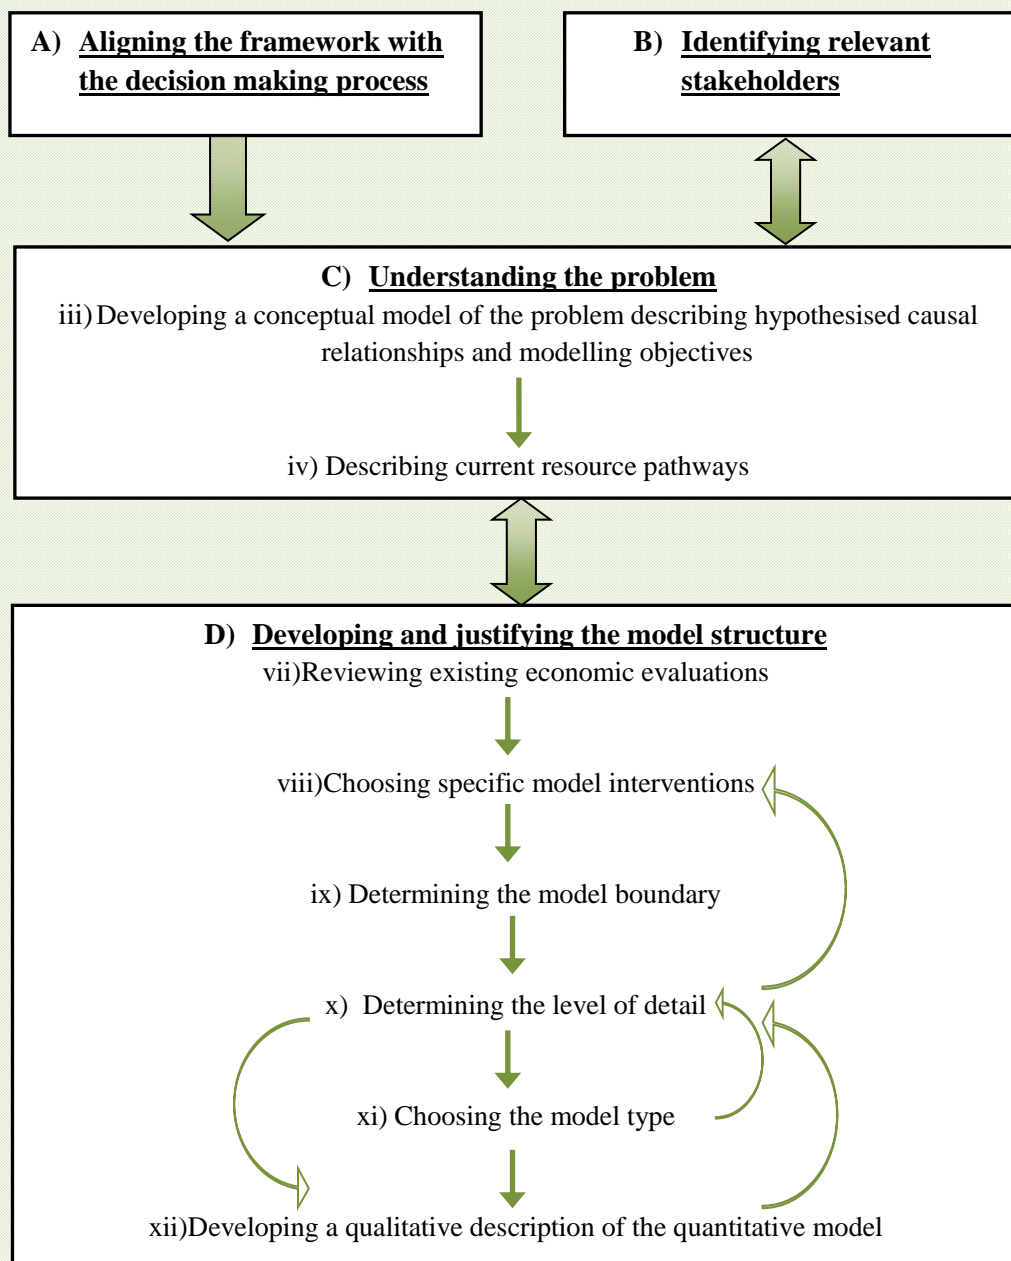 A) Aligning the framework with
the decision making process
B) Identifying relevant
stakeholders
C) Understanding the problem
iii) Developing a conceptual model of the problem describing hypothesised causal
relationships and modelling objectives
iv) Describing current resource pathways
D) Developing and justifying the model structure
vii)Reviewing existing economic evaluations
viii)Choosing specific model interventions
ix) Determining the model boundary
x) Determining the level of detail
xi) Choosing the model type
xii)Developing a qualitative description of the quantitative model